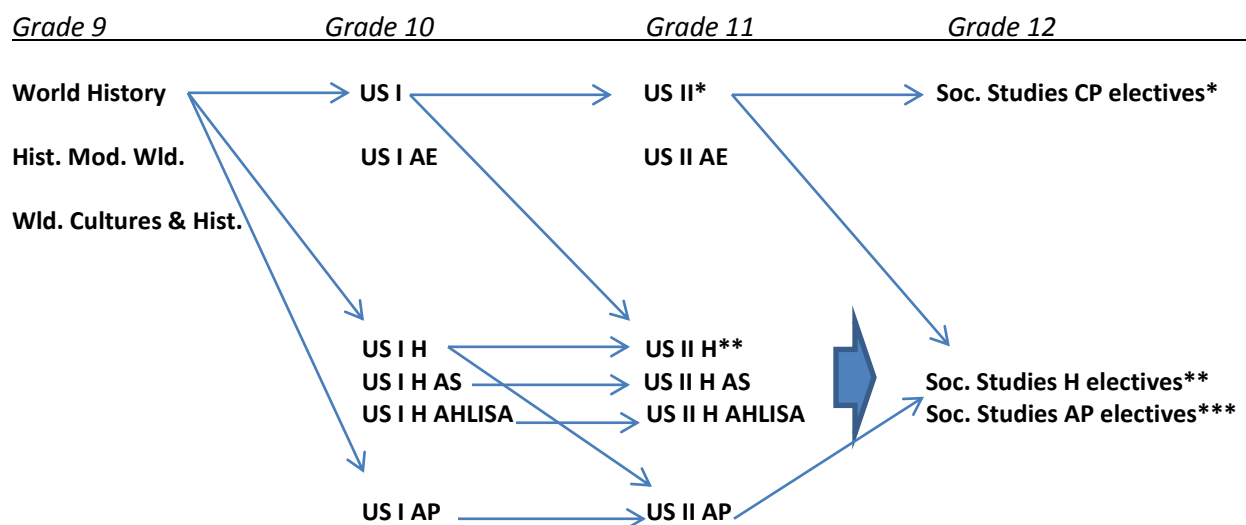 Grade 9 Grade 10 Grade 11 Grade 12
World History US I US II* Soc. Studies CP electives*
Hist. Mod. Wld. US I AE US II AE
Wld. Cultures & Hist.
US I H US II H**
US I H AS US II H AS Soc. Studies H electives**
US I H AHLISA US II H AHLISA Soc. Studies AP electives***
US I AP US II AP